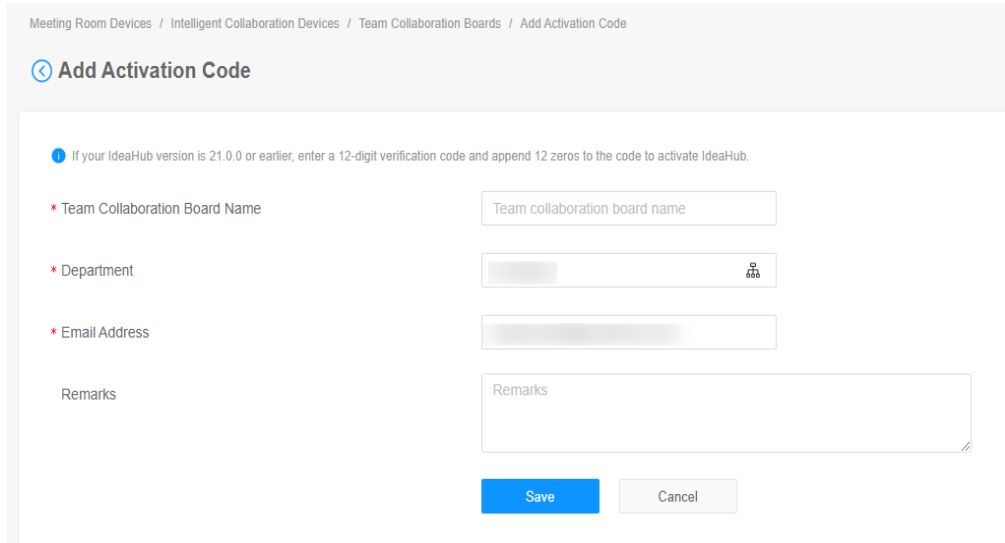 Meeting Room Devices / Intelligent Collaboration Devices / Team Collaboration Boards / Add Activation Code
Add Activation Code
If your IdeaHub version is 21.0.0 or earlier, enter a 12-digit verification code and append 12 zeros to the code to activate IdeaHub.
* Team Collaboration Board Name
Team collaboration board name
* Department
* Email Address
Remarks
Remarks
Save Cancel